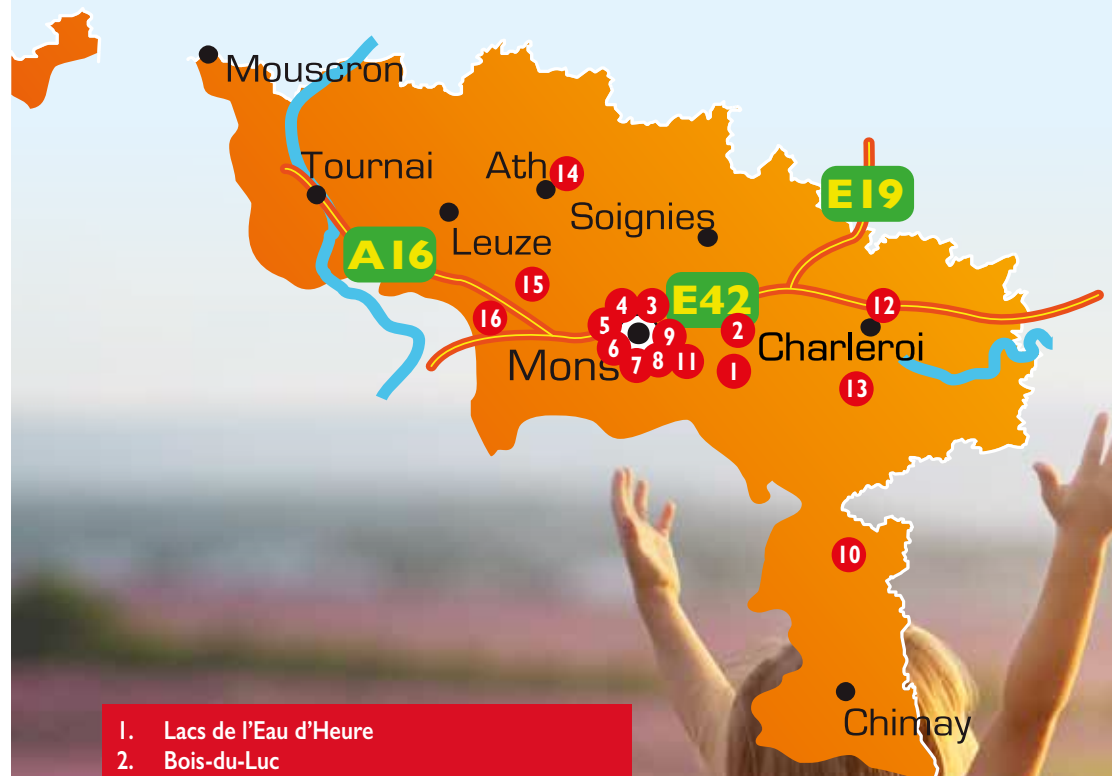 Mouscron
Tournai
Ath
14
E19
Soignies
Leuze
A16
15
E42
4
3
12
16
5
9
2
Charleroi
6
Mons
7
8
11
1
13
10
Chimay
1. Lacs de l'Eau d'Heure
2. Bois-du-Luc